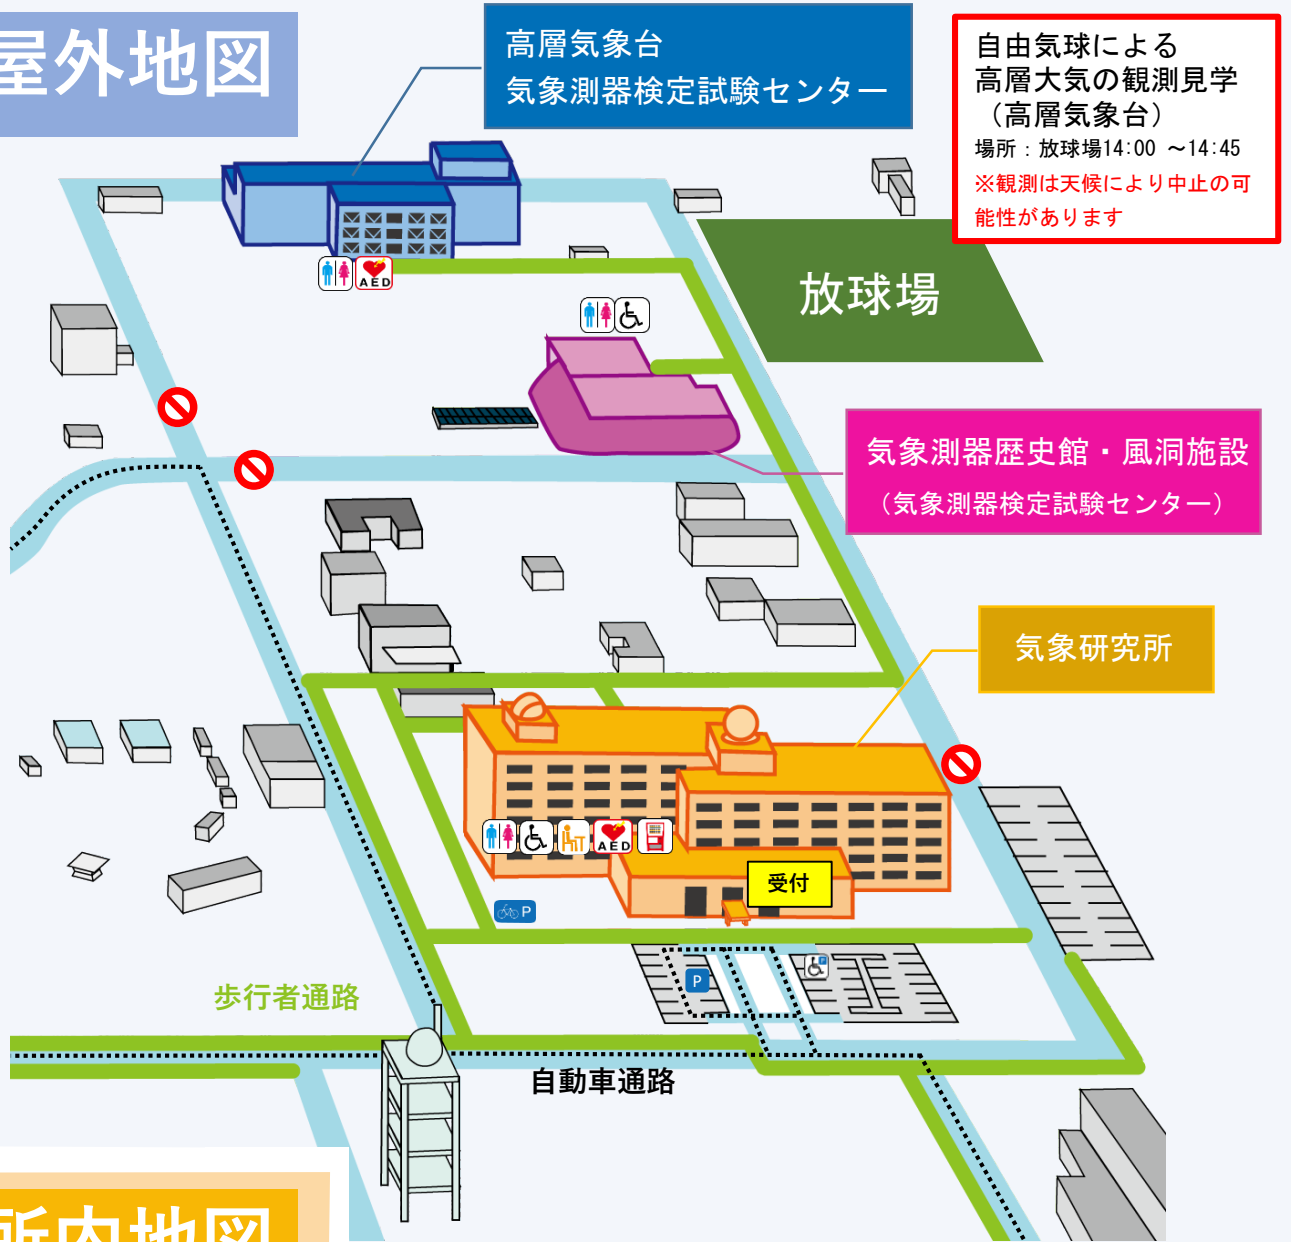 屋外地図
高層気象台
気象測器検定試験センター
自由気球による
高層大気の観測見学
（高層気象台）
場所：放球場14:00 ～14:45
※観測は天候により中止の可
能性があります
放球場
AED
気象測器歴史館・風洞施設
（気象測器検定試験センター）
気象研究所
AED
受付
P
P
P
歩行者通路
自動車通路
所内地図